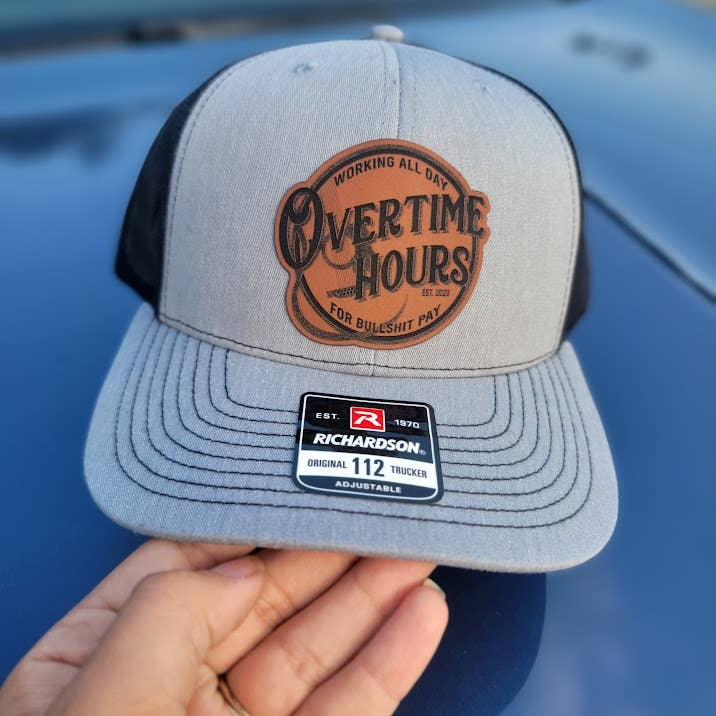 WORKING ALL DAY
OVERTIME
HOURS
EST. 2020
FOR BULLSHIT PAY
EST. R 1970
RICHARDSON®
ORIGINAL 112 TRUCKER
ADJUSTABLE